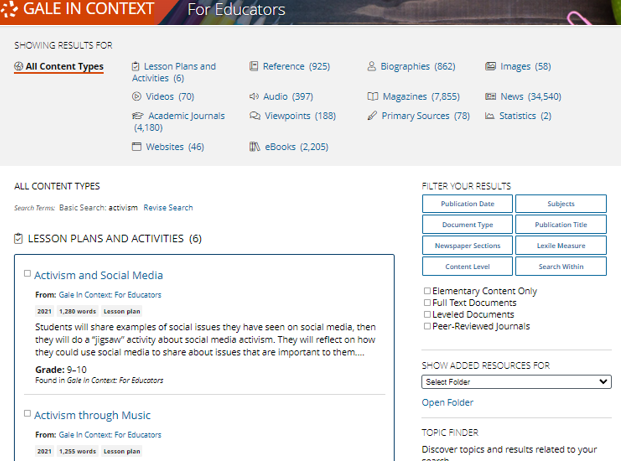 GALE IN CONTEXT For Educators
SHOWING RESULTS FOR
All Content Types
Lesson Plans and
Activities (6)
Reference (925)
Biographies (862)
Images (58)
Videos (70)
Audio (397)
Magazines (7,855)
News (34,540)
Academic Journals
(4,180)
Viewpoints (188)
Primary Sources (78)
Statistics (2)
Websites (46)
eBooks (2,205)
ALL CONTENT TYPES
Search Terms: Basic Search: activism Revise Search
LESSON PLANS AND ACTIVITIES (6)
Activism and Social Media
From: Gale In Context: For Educators
2021 1,280 words Lesson plan
Students will share examples of social issues they have seen on social media, then
they will do a "jigsaw" activity about social media activism. They will reflect on how
they could use social media to share about issues that are important to them....
Grade: 9–10
Found in Gale In Context: For Educators
Activism through Music
From: Gale In Context: For Educators
2021 1,255 words Lesson plan
FILTER YOUR RESULTS
Publication Date
Subjects
Document Type
Publication Title
Newspaper Sections
Lexile Measure
Content Level
Search Within
Elementary Content Only
Full Text Documents
Leveled Documents
Peer-Reviewed Journals
SHOW ADDED RESOURCES FOR
Select Folder
Open Folder
TOPIC FINDER
Discover topics and results related to your
search